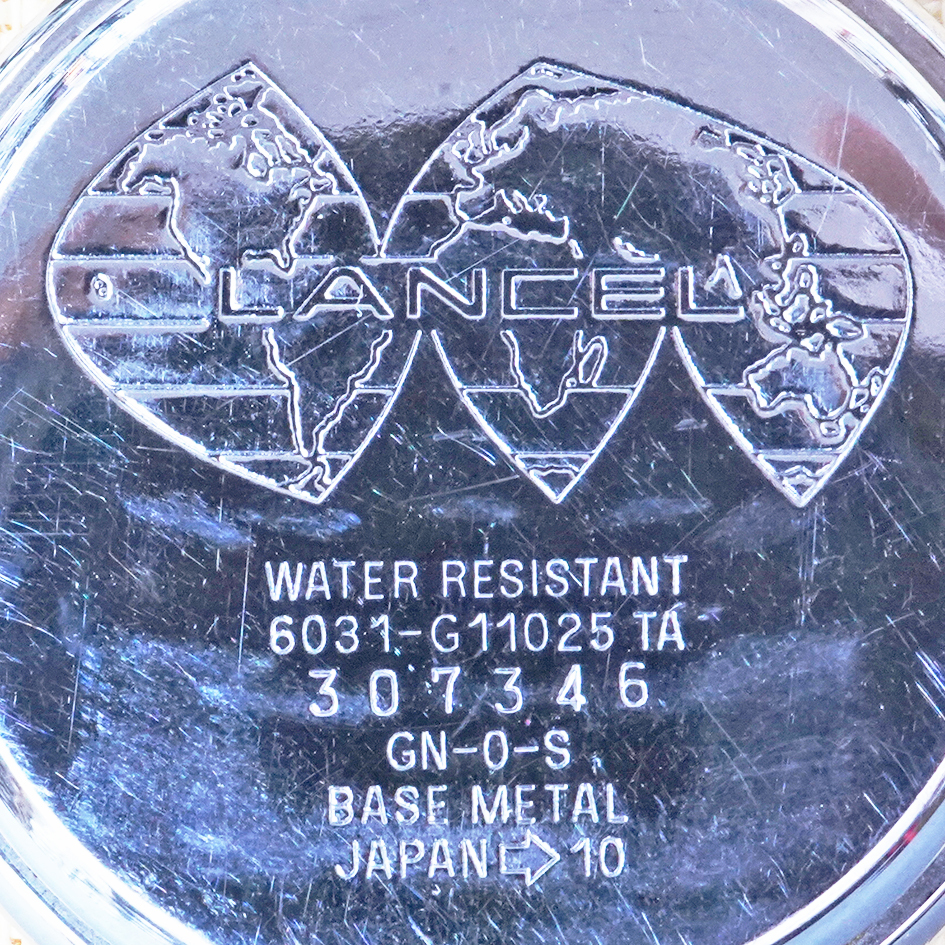 LANCEL
WATER RESISTANT
6031-G11025 TA
307346
GN-0-S
BASE METAL
JAPAN ⇨ 10